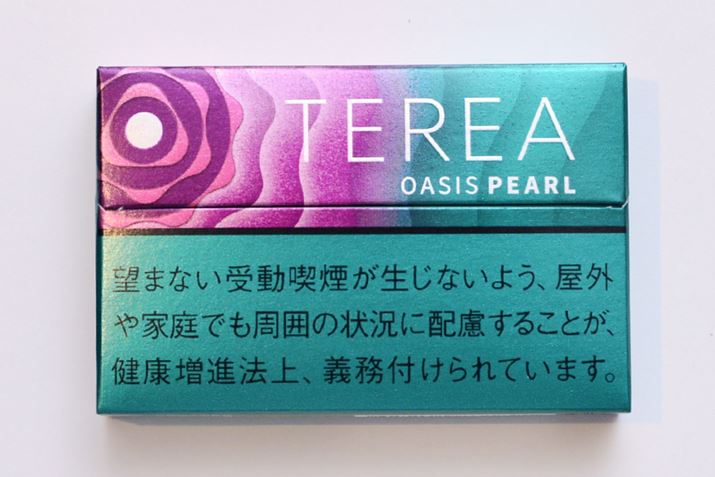 TEREA
OASIS PEARL
望まない受動喫煙が生じないよう、屋外
や家庭でも周囲の状況に配慮することが、
健康増進法上、義務付けられています。